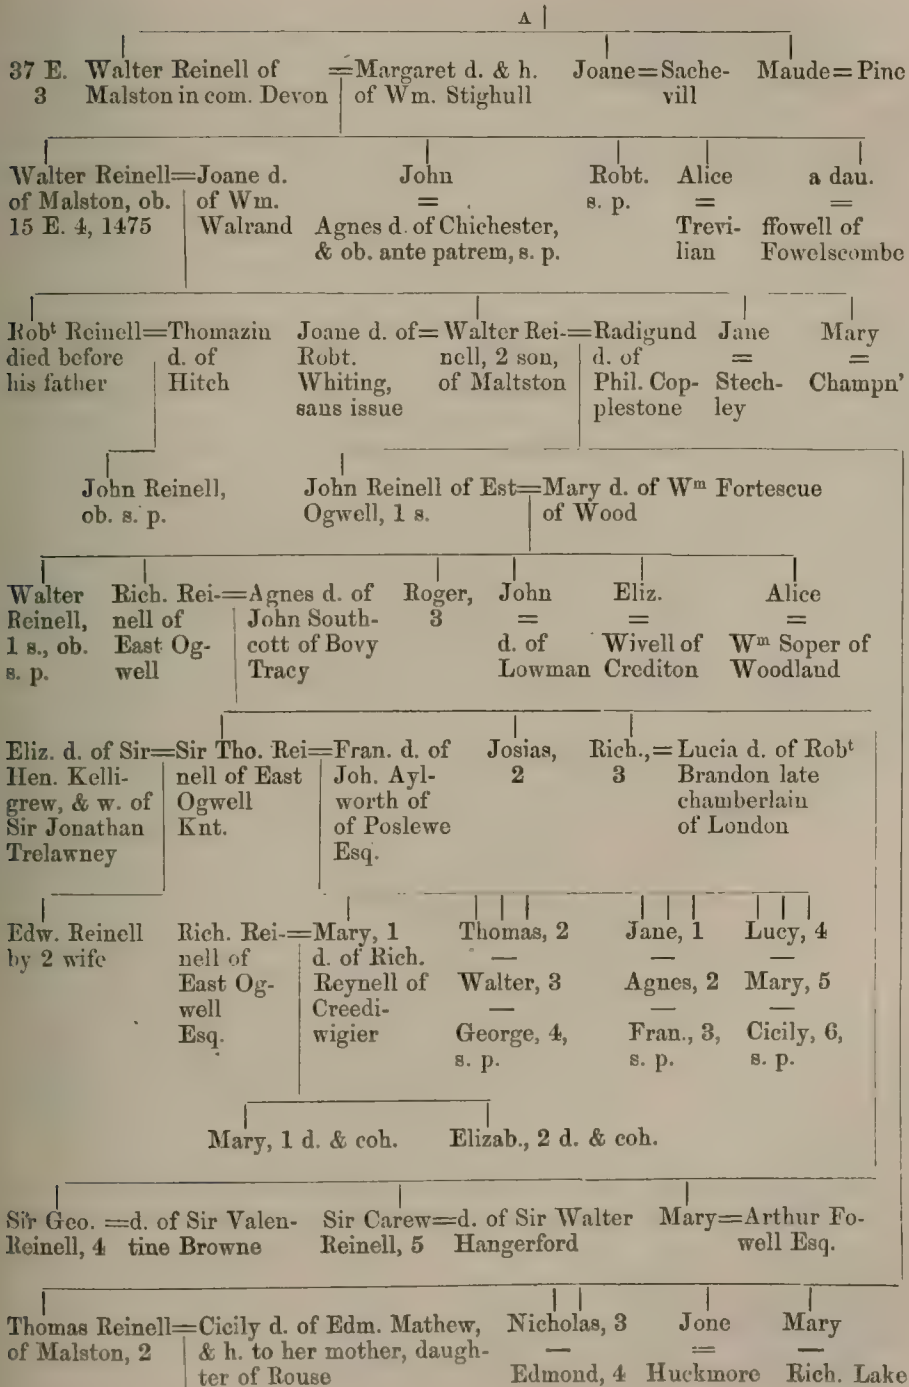 A
37 E. Walter Reinell of =Margaret d. & h. Joane=Sache- Maude=Pine
3 Malston in com. Devon of Wm. Stighull vill
Walter Reinell=Joane d. John Robt. Alice a dau.
of Malston, ob. of Wm. = s. p. = =
15 E. 4, 1475 Walrand Agnes d. of Chichester, Trevi- ffowell of
& ob. ante patrem, s. p. lian Fowelscombe
Robt Reinell=Thomazin Joane d. of= Walter Rei-=Radigund Jane Mary
died before d. of Robt. nell, 2 son, d. of = =
his father Hitch Whiting, of Maltston Phil. Cop- Stech- Champn'
sans issue plestone ley
John Reinell, John Reinell of Est=Mary d. of Wm Fortescue
ob. s. p. Ogwell, 1 s. of Wood
Walter Rich. Rei-=Agnes d. of Roger, John Eliz. Alice
Reinell, nell of John South- 3 = = =
1 s., ob. East Og- cott of Bovy d. of Wivell of Wm Soper of
s. p. well Tracy Lowman Crediton Woodland
Eliz. d. of Sir=Sir Tho. Rei=Fran. d. of Josias, Rich.,= Lucia d. of Robt
Hen. Kelli- nell of East Joh. Ayl- 2 3 Brandon late
grew, & w. of Ogwell worth of chamberlain
Sir Jonathan Knt. of Poslewe of London
Trelawney Esq.
Edw. Reinell Rich. Rei-=Mary, 1 Thomas, 2 Jane, 1 Lucy, 4
by 2 wife nell of d. of Rich. — — —
East Og- Reynell of Walter, 3 Agnes, 2 Mary, 5
well Creedi- — — —
Esq. wigier George, 4, Fran., 3, Cicily, 6,
s. p. s. p. s. p.
Mary, 1 d. & coh. Elizab., 2 d. & coh.
Sir Geo. =d. of Sir Valen- Sir Carew=d. of Sir Walter Mary=Arthur Fo-
Reinell, 4 tine Browne Reinell, 5 Hangerford well Esq.
Thomas Reinell=Cicily d. of Edm. Mathew, Nicholas, 3 Jone Mary
of Malston, 2 & h. to her mother, daugh- — = —
ter of Rouse Edmond, 4 Huckmore Rich. Lake